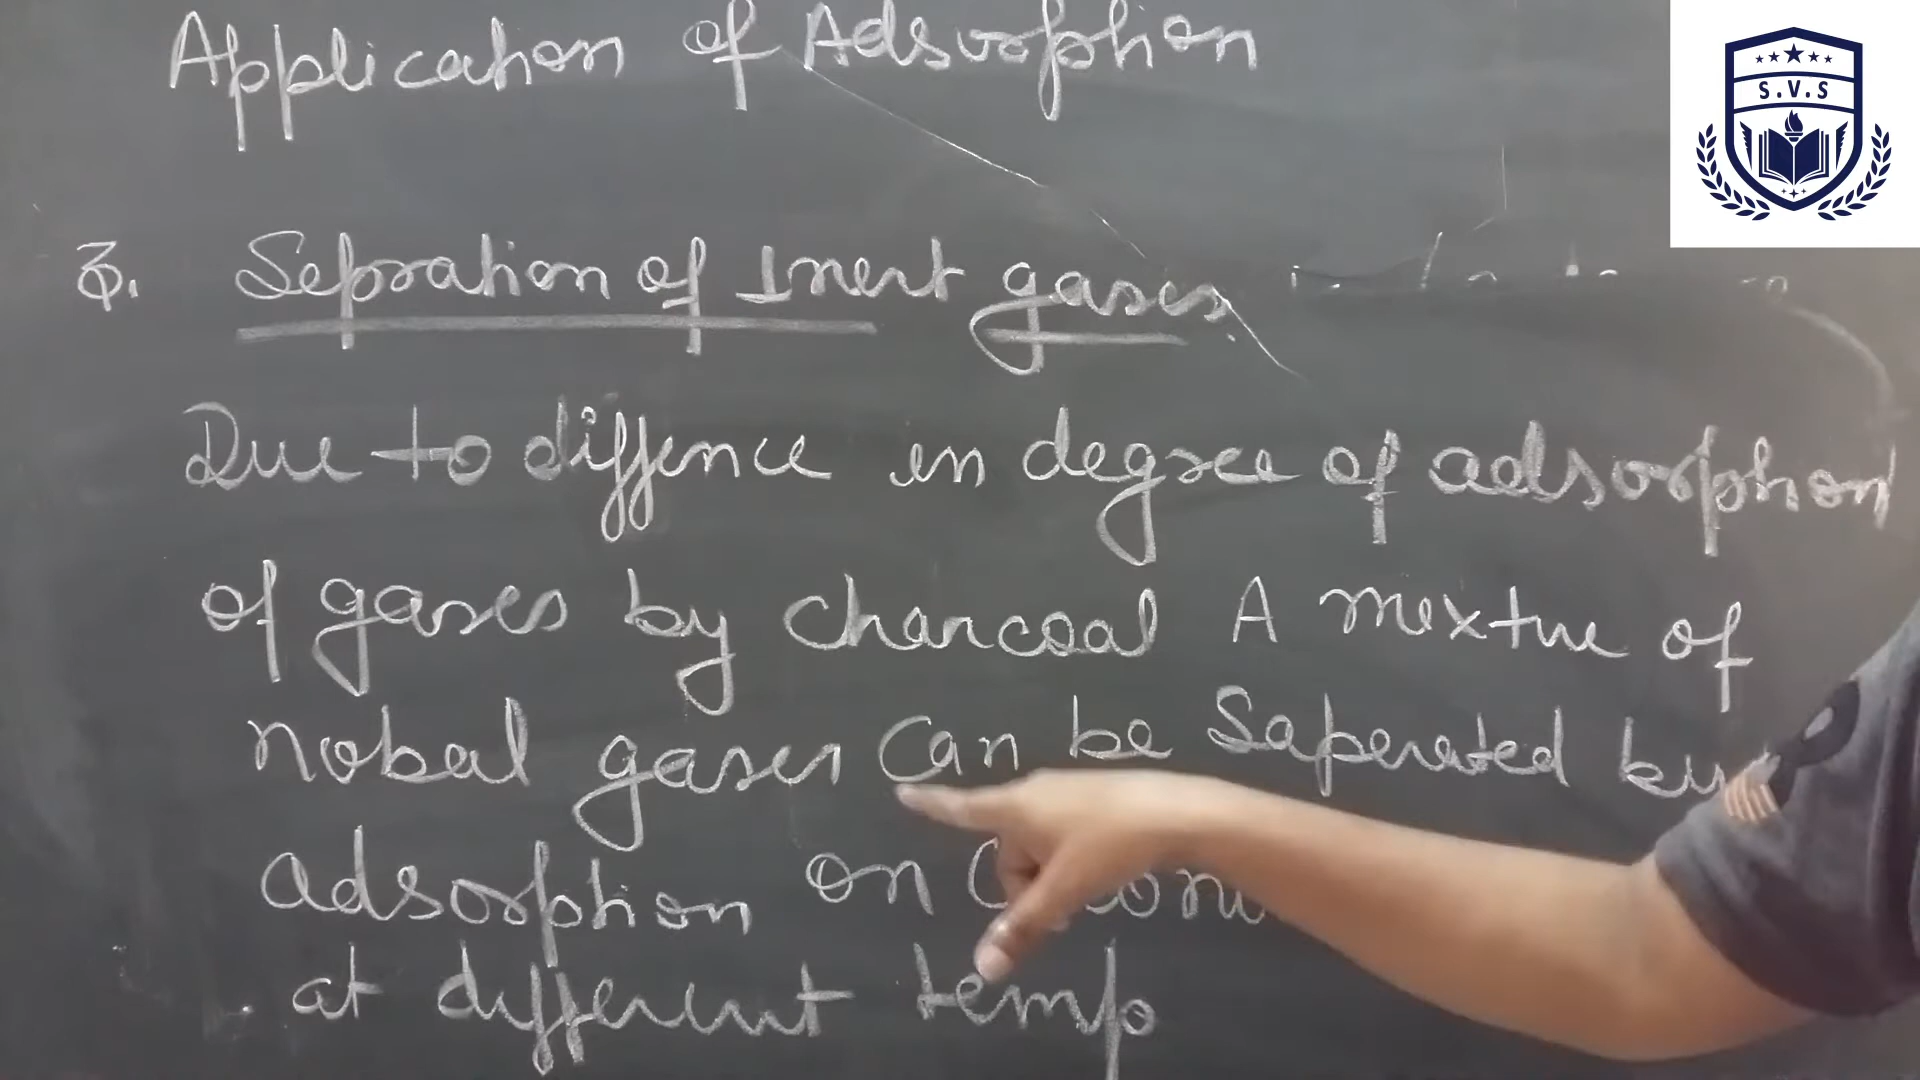 Application of Adsorption
S.V.S
3. Sepration of Inert gases.
Due to diffence in degree of adsorption
of gases by charcoal A mixture of
nobal gases can be Saperated by
adsorption on
at different temp